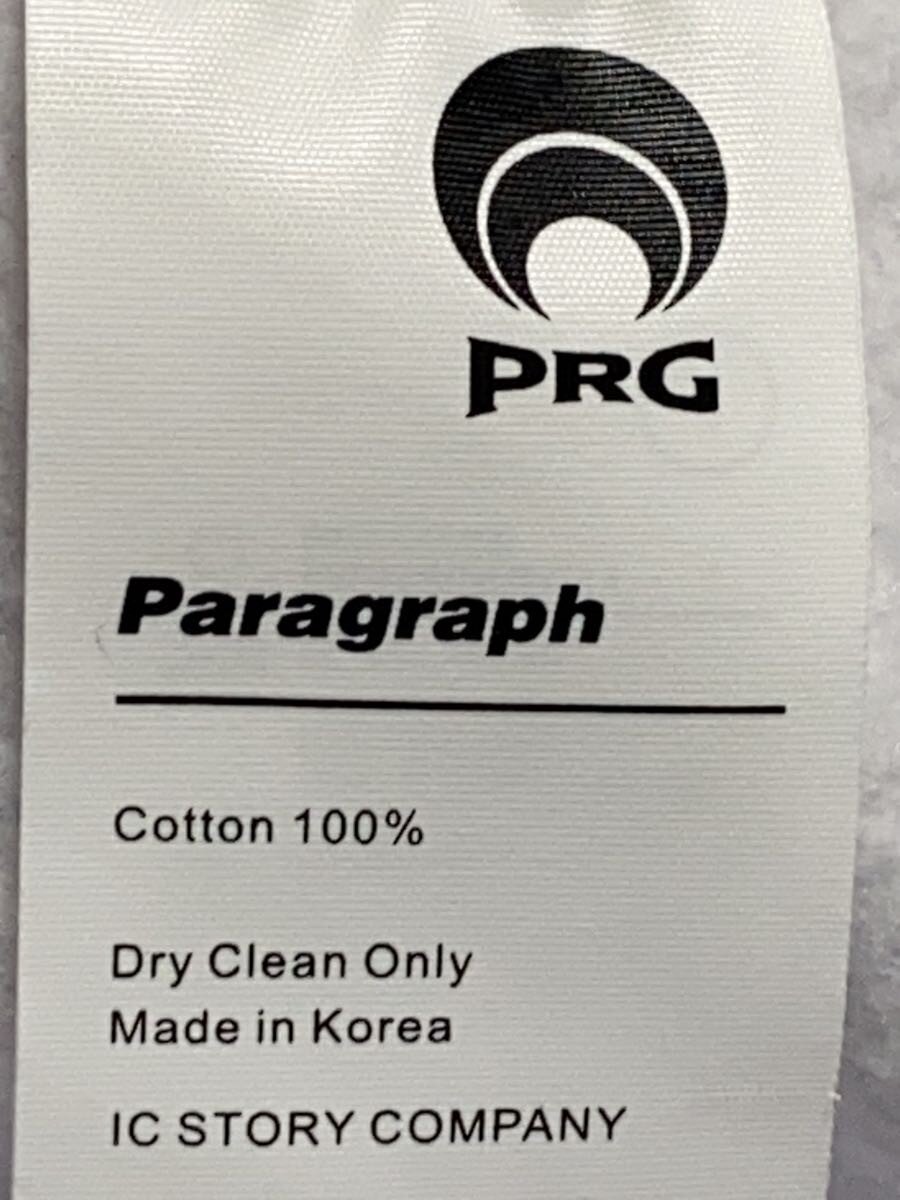 PRG
Paragraph
Cotton 100%
Dry Clean Only
Made in Korea
IC STORY COMPANY